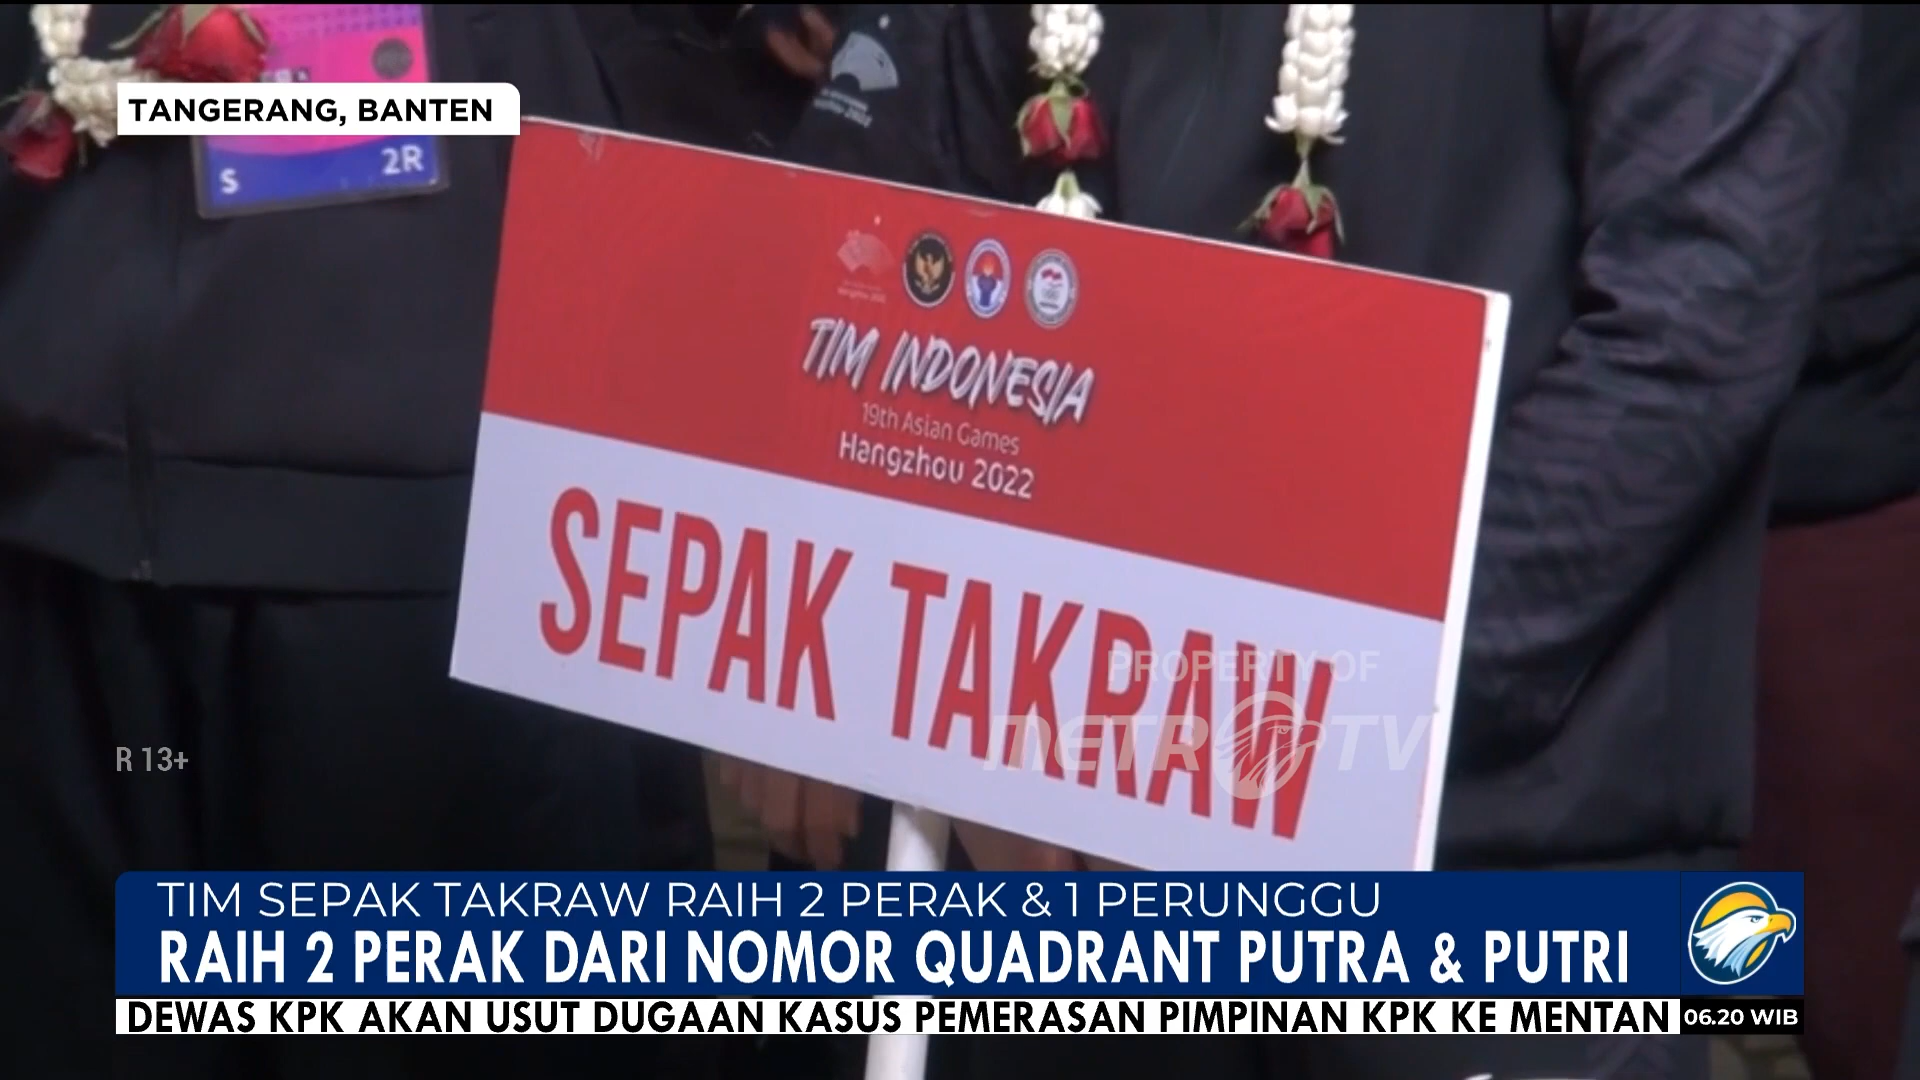 TANGERANG, BANTEN
S 2R
TIM INDONESIA
19th Asian Games
Hangzhou 2022
SEPAK TAKRAW
PROPERTY OF
METRO TV
R 13+
TIM SEPAK TAKRAW RAIH 2 PERAK & 1 PERUNGGU
RAIH 2 PERAK DARI NOMOR QUADRANT PUTRA & PUTRI
DEWAS KPK AKAN USUT DUGAAN KASUS PEMERASAN PIMPINAN KPK KE MENTAN
06.20 WIB